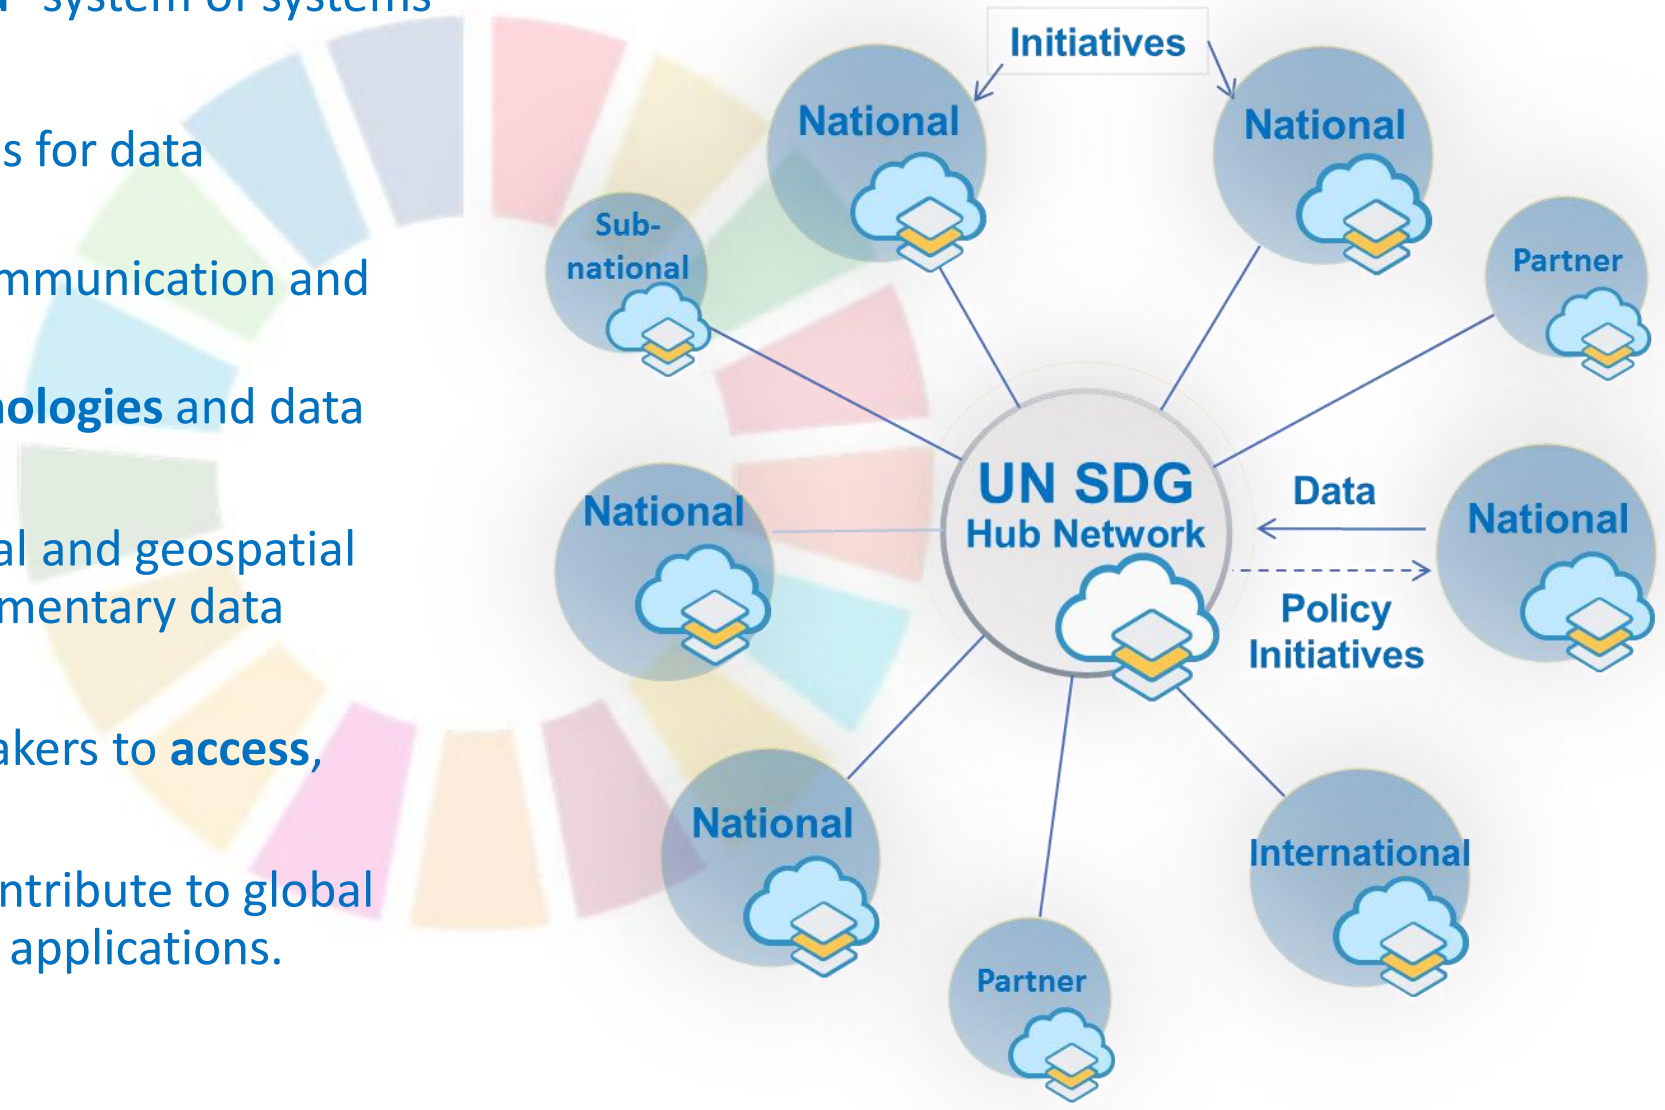 system of systems
s for data
mmunication and
nologies and data
al and geospatial
mentary data
akers to access,
ntribute to global
applications.
Initiatives
National
National
Sub-
national
Partner
National
UN SDG
Hub Network
Data
Policy
Initiatives
National
National
International
Partner